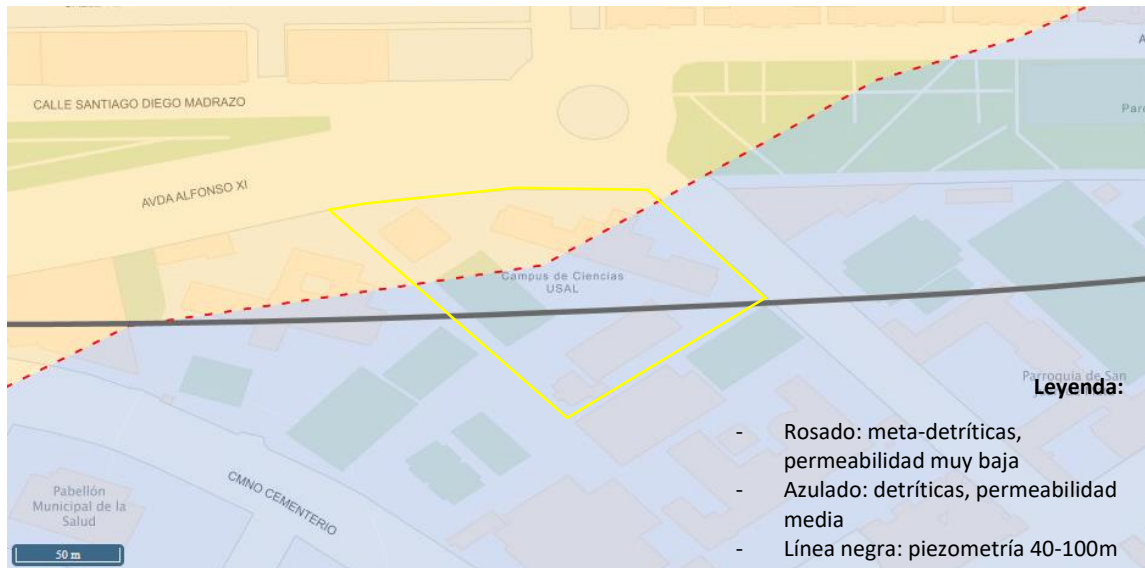 CALLE SANTIAGO DIEGO MADRAZO
AVDA ALFONSO XI
Campus de Ciencias
USAL
Parroquia de San
Leyenda:
- Rosado: meta-detríticas,
permeabilidad muy baja
- Azulado: detríticas, permeabilidad
media
- Línea negra: piezometría 40-100m
CMNO CEMENTERIO
Pabellón
Municipal de la
Salud
50 m